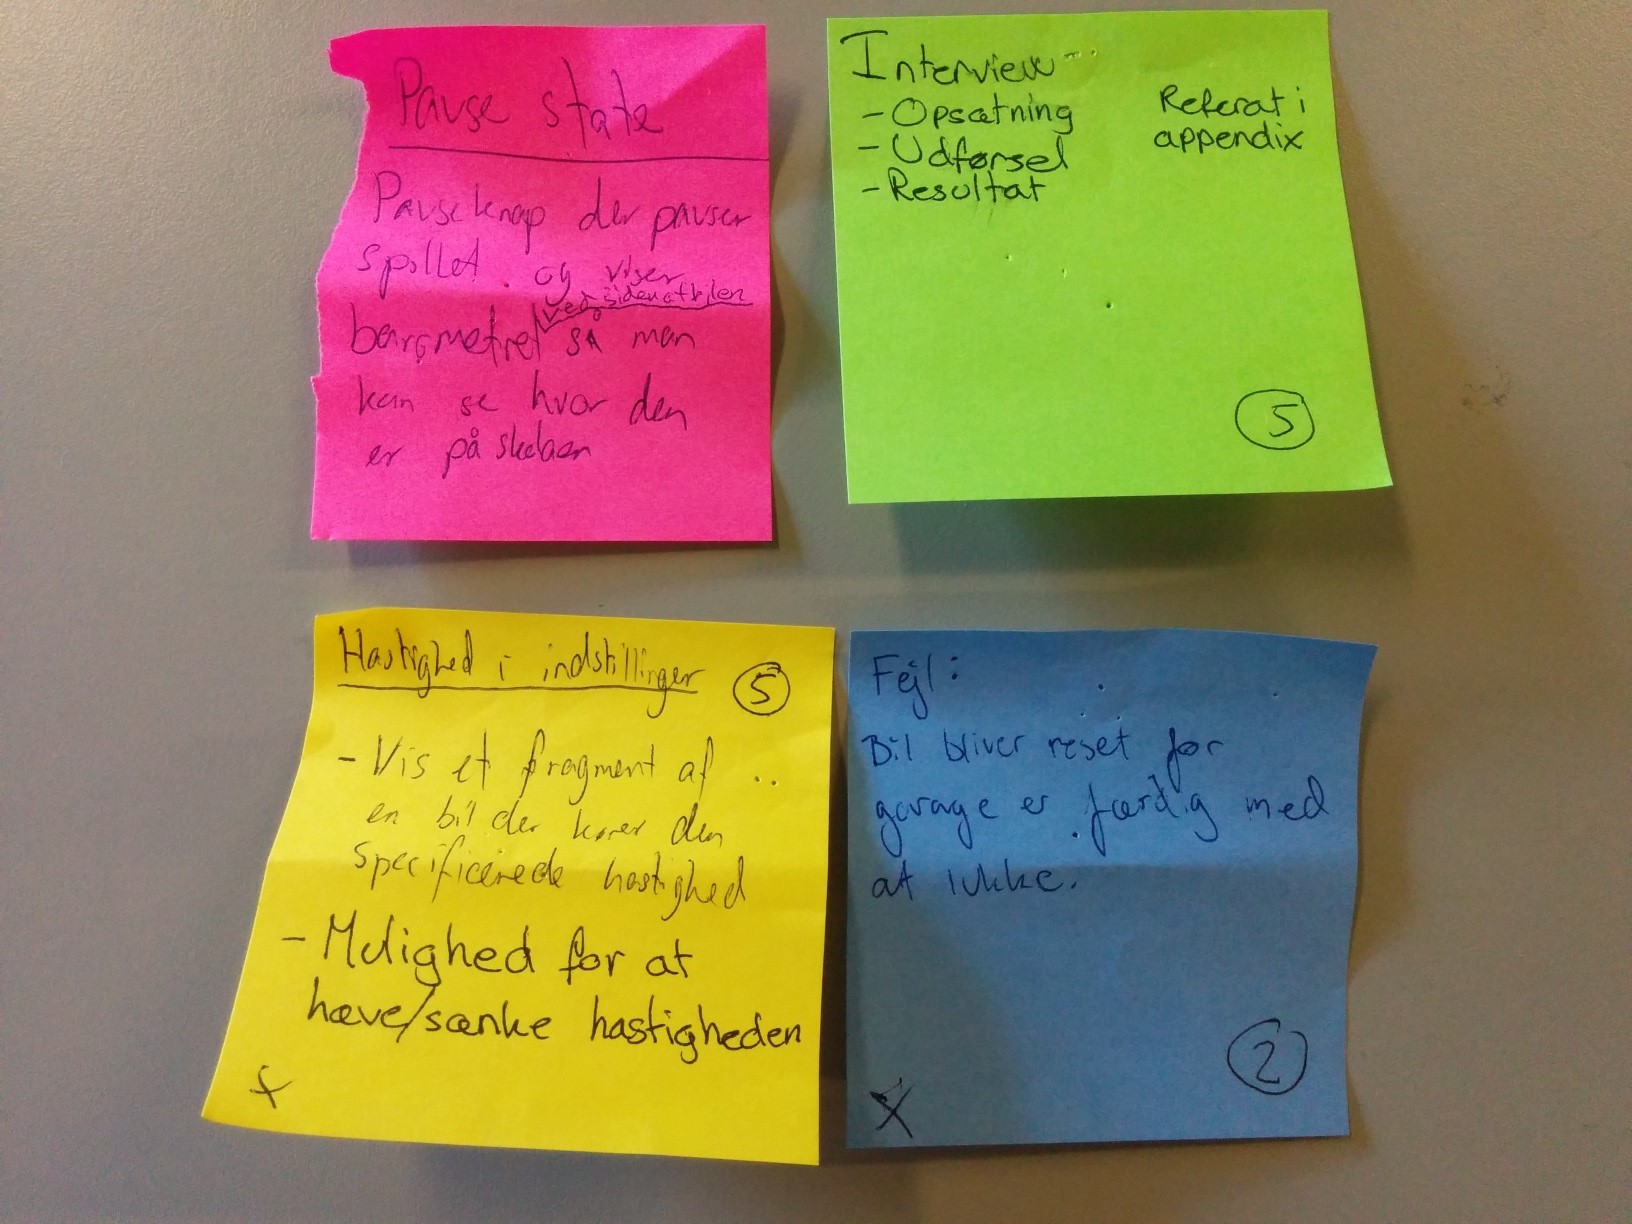 Pause state
Pauseknap der pauser
spillet og viser
ved siden af bilen
barometret så man
kan se hvor den
er på skalaen
Interview
- Opsætning
- Udførsel
- Resultat
Referat i
appendix
5
Hastighed i indstillinger
5
- Vis et fragment af
en bil der kører den
specificerede hastighed
- Mulighed for at
hæve/sænke hastigheden
x
Fejl:
Bil bliver reset før
garage er færdig med
at lukke.
2
X